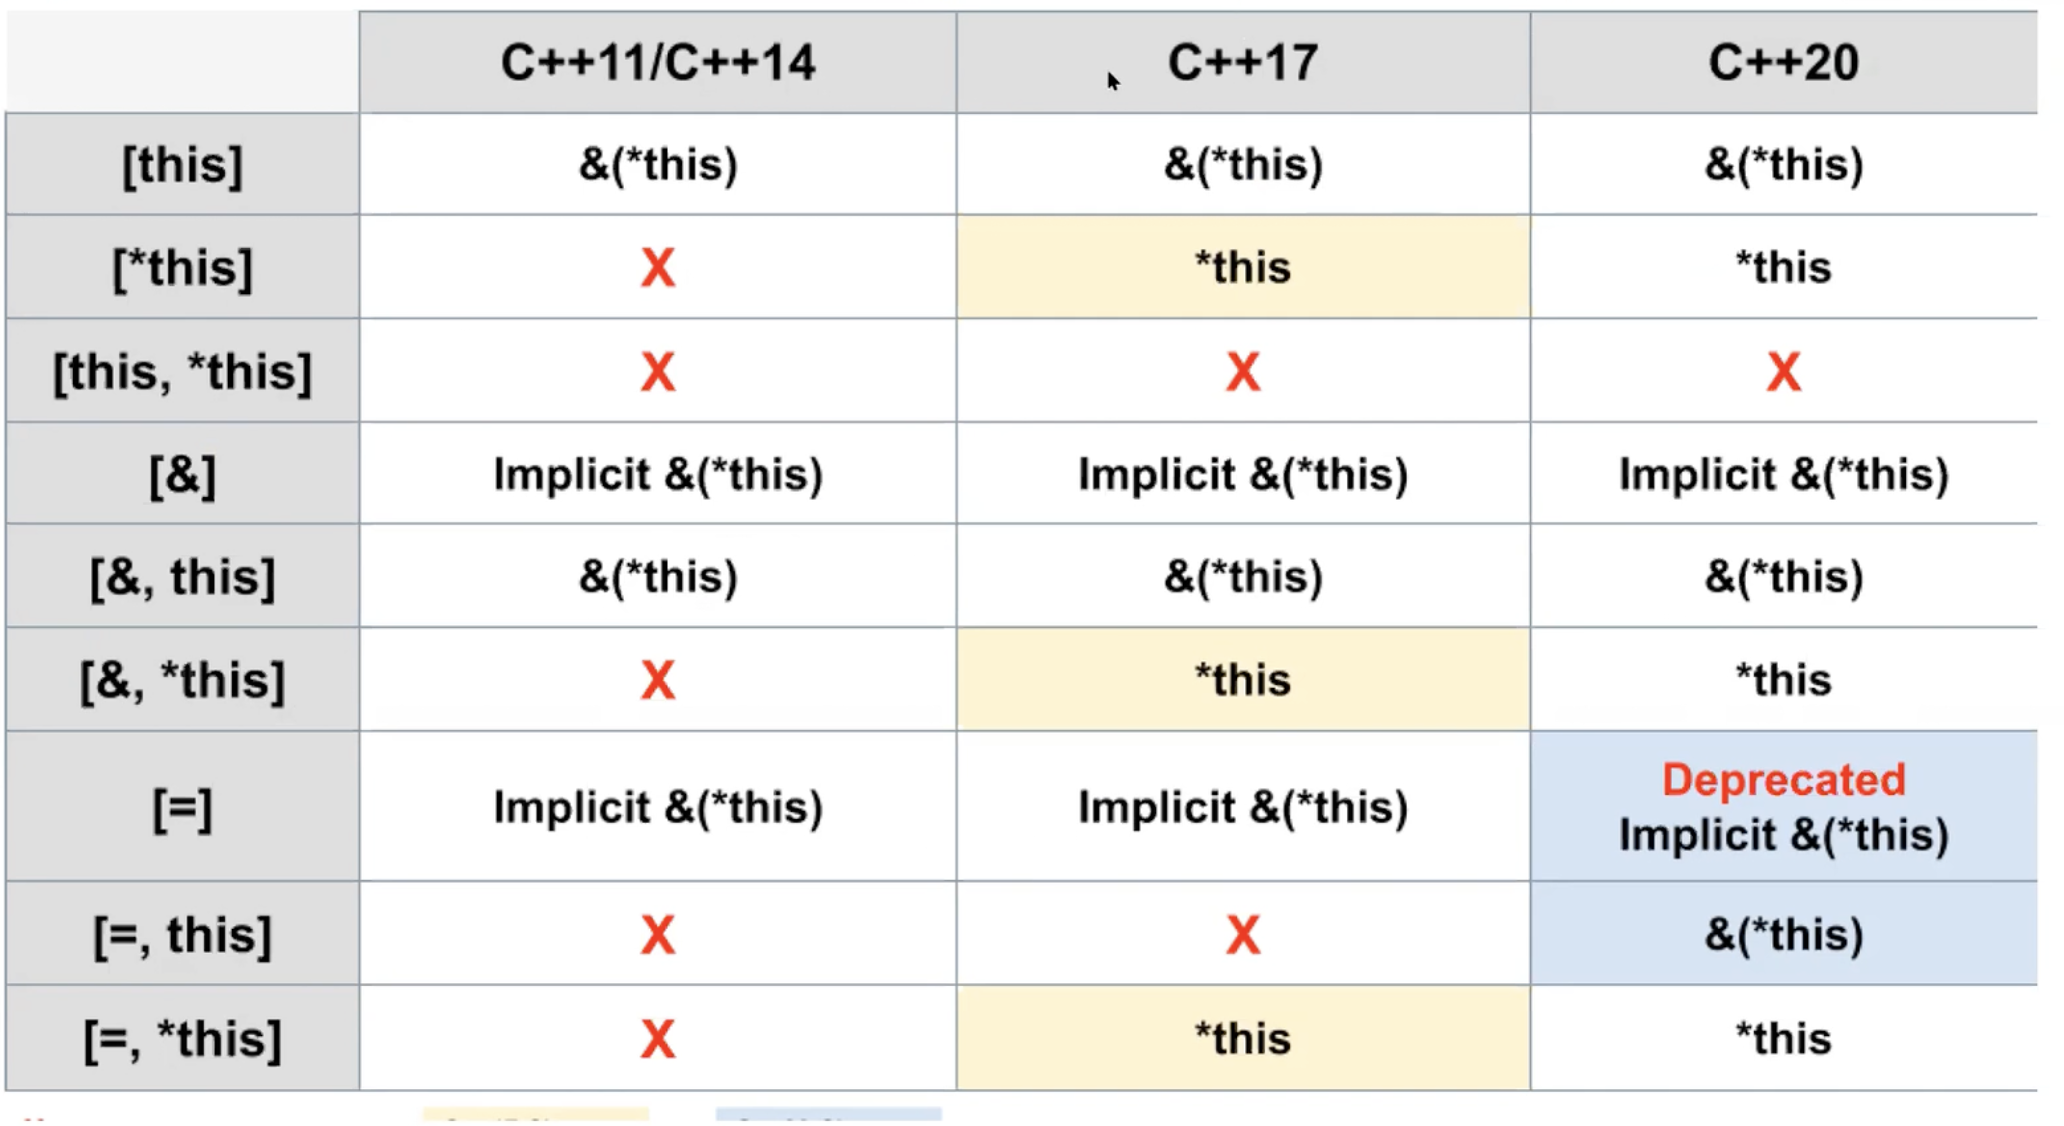 C++11/C++14 C++17 C++20
[this] &(*this) &(*this) &(*this)
[*this] X *this *this
[this, *this] X X X
[&] Implicit &(*this) Implicit &(*this) Implicit &(*this)
[&, this] &(*this) &(*this) &(*this)
[&, *this] X *this *this
[=] Implicit &(*this) Implicit &(*this) Deprecated
Implicit &(*this)
[=, this] X X &(*this)
[=, *this] X *this *this